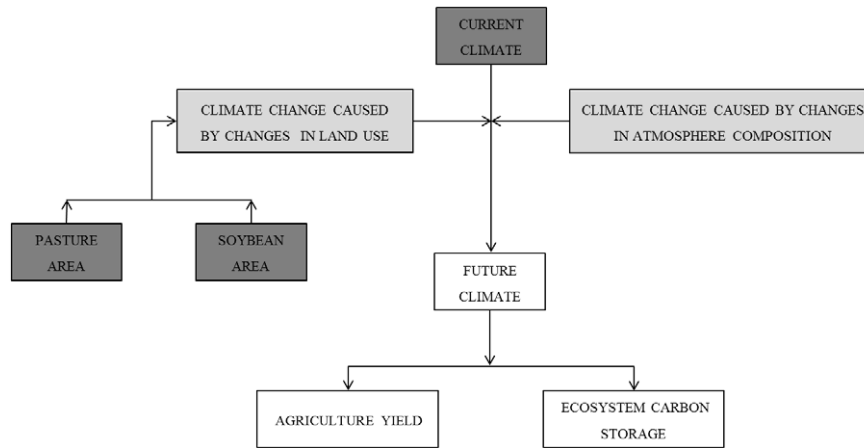 CURRENT
CLIMATE
CLIMATE CHANGE CAUSED
BY CHANGES IN LAND USE
CLIMATE CHANGE CAUSED BY CHANGES
IN ATMOSPHERE COMPOSITION
PASTURE
AREA
SOYBEAN
AREA
FUTURE
CLIMATE
AGRICULTURE YIELD
ECOSYSTEM CARBON
STORAGE